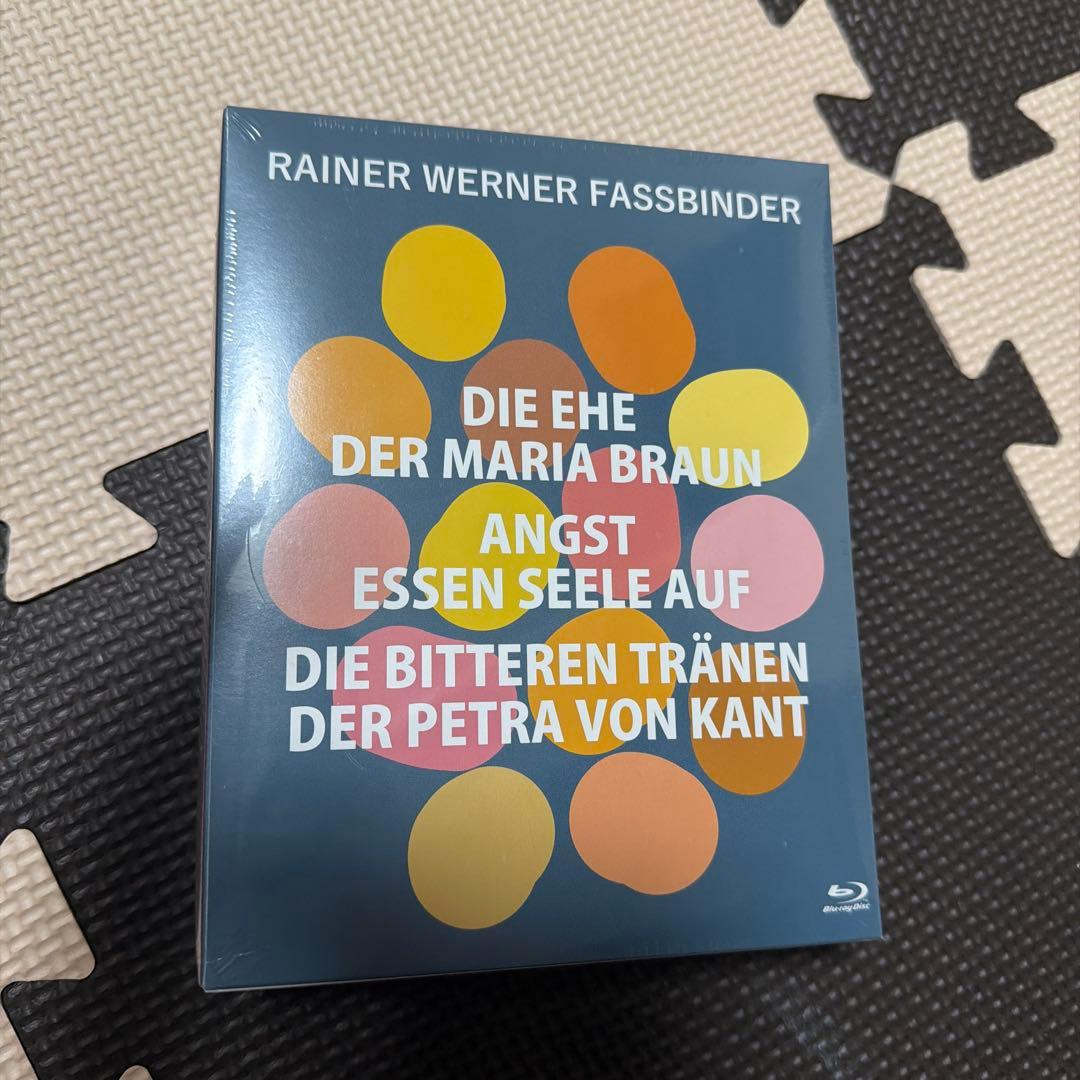 RAINER WERNER FASSBINDER
DIE EHE
DER MARIA BRAUN
ANGST
ESSEN SEELE AUF
DIE BITTEREN TRÄNEN
DER PETRA VON KANT
Blu-ray Disc